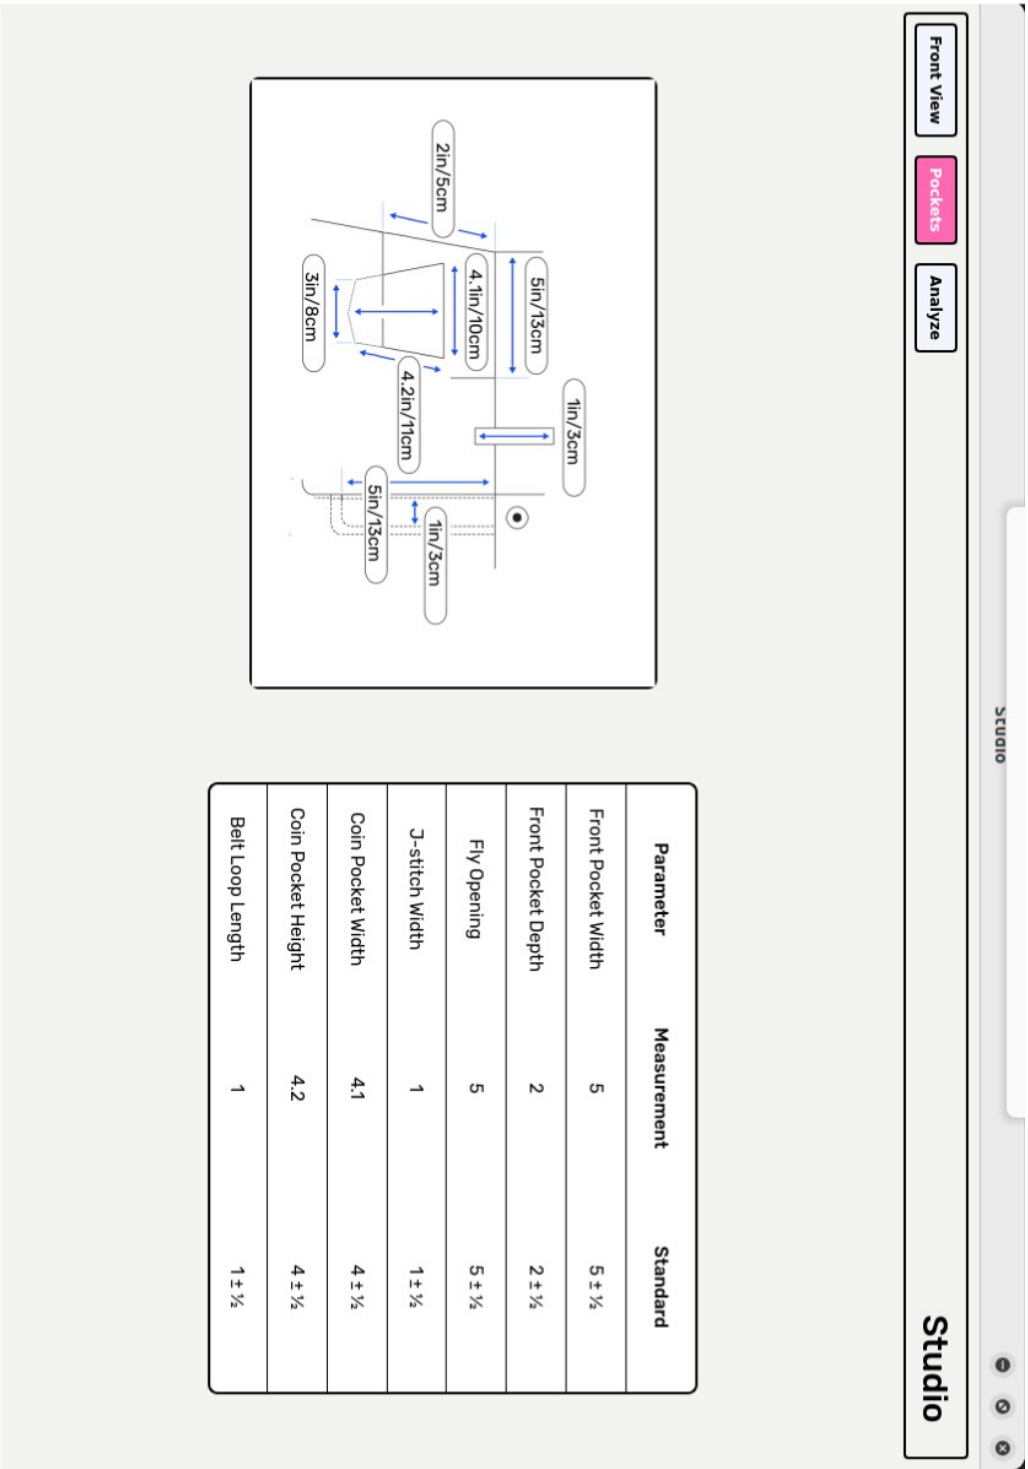 Studio
Front View Pockets Analyze Studio
1in/3cm
5in/13cm
2in/5cm
4.1in/10cm
1in/3cm
4.2in/11cm
5in/13cm
3in/8cm
Parameter Measurement Standard
Front Pocket Width 5 5 ± ½
Front Pocket Depth 2 2 ± ½
Fly Opening 5 5 ± ½
J-stitch Width 1 1 ± ½
Coin Pocket Width 4.1 4 ± ½
Coin Pocket Height 4.2 4 ± ½
Belt Loop Length 1 1 ± ½